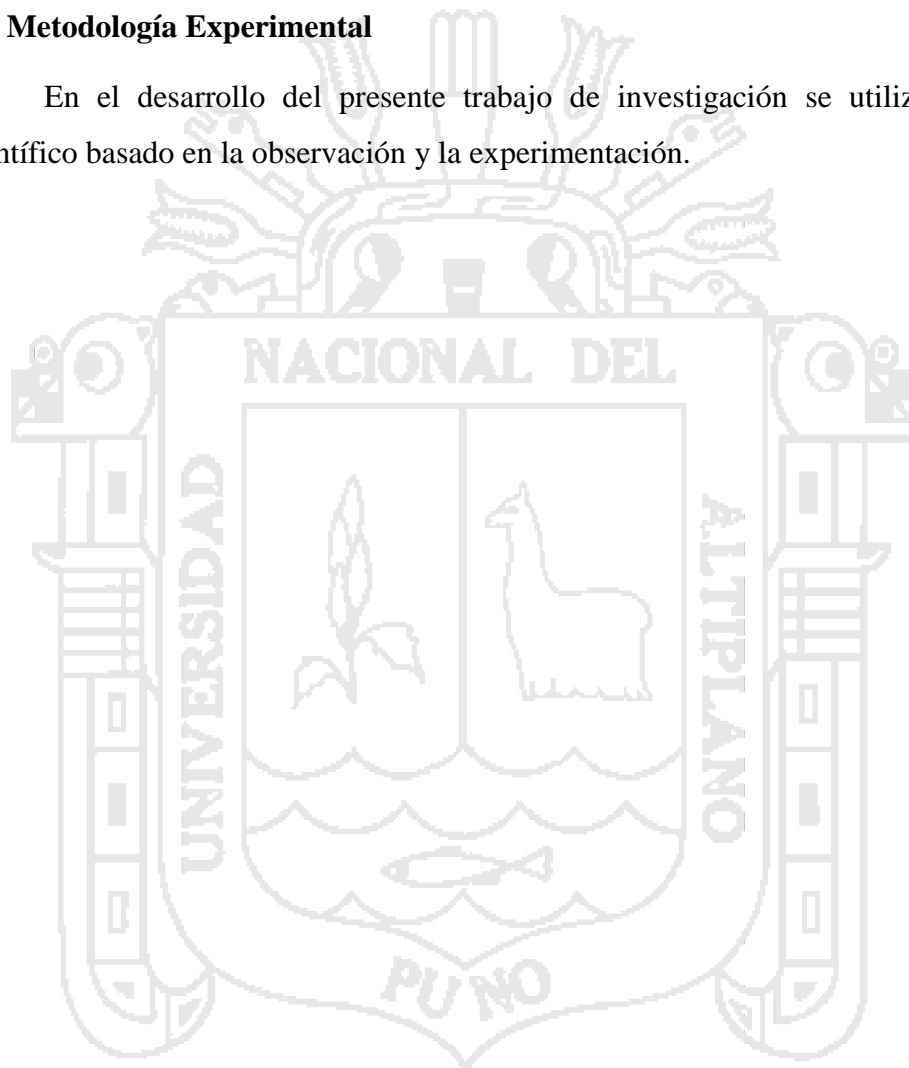 Metodología Experimental
En el desarrollo del presente trabajo de investigación se utiliz
ntífico basado en la observación y la experimentación.
NACIONAL DEL
UNIVERSIDAD
ALTIPLANO
PUNO